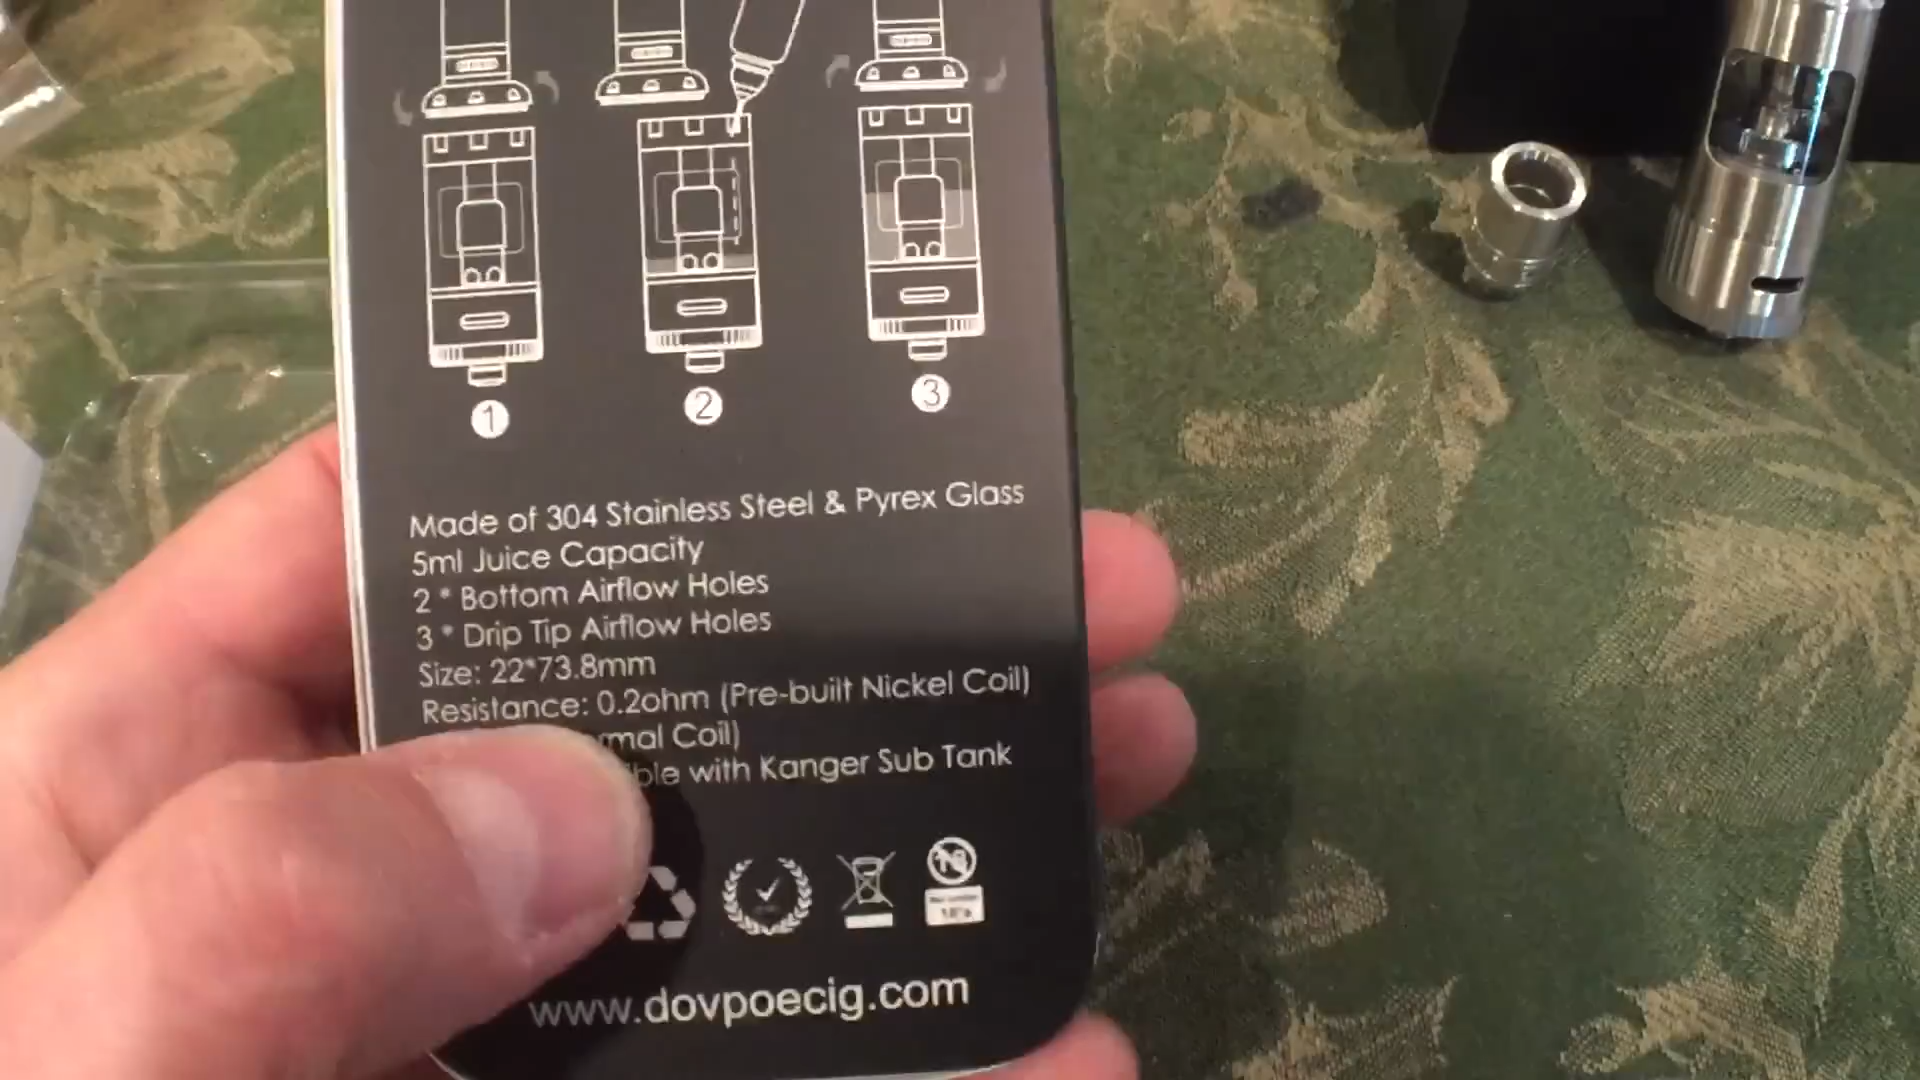 1
2
3
Made of 304 Stainless Steel & Pyrex Glass
5ml Juice Capacity
2 * Bottom Airflow Holes
3 * Drip Tip Airflow Holes
Size: 22*73.8mm
Resistance: 0.2ohm (Pre-built Nickel Coil)
Coil)
with Kanger Sub Tank
www.dovpoecig.com